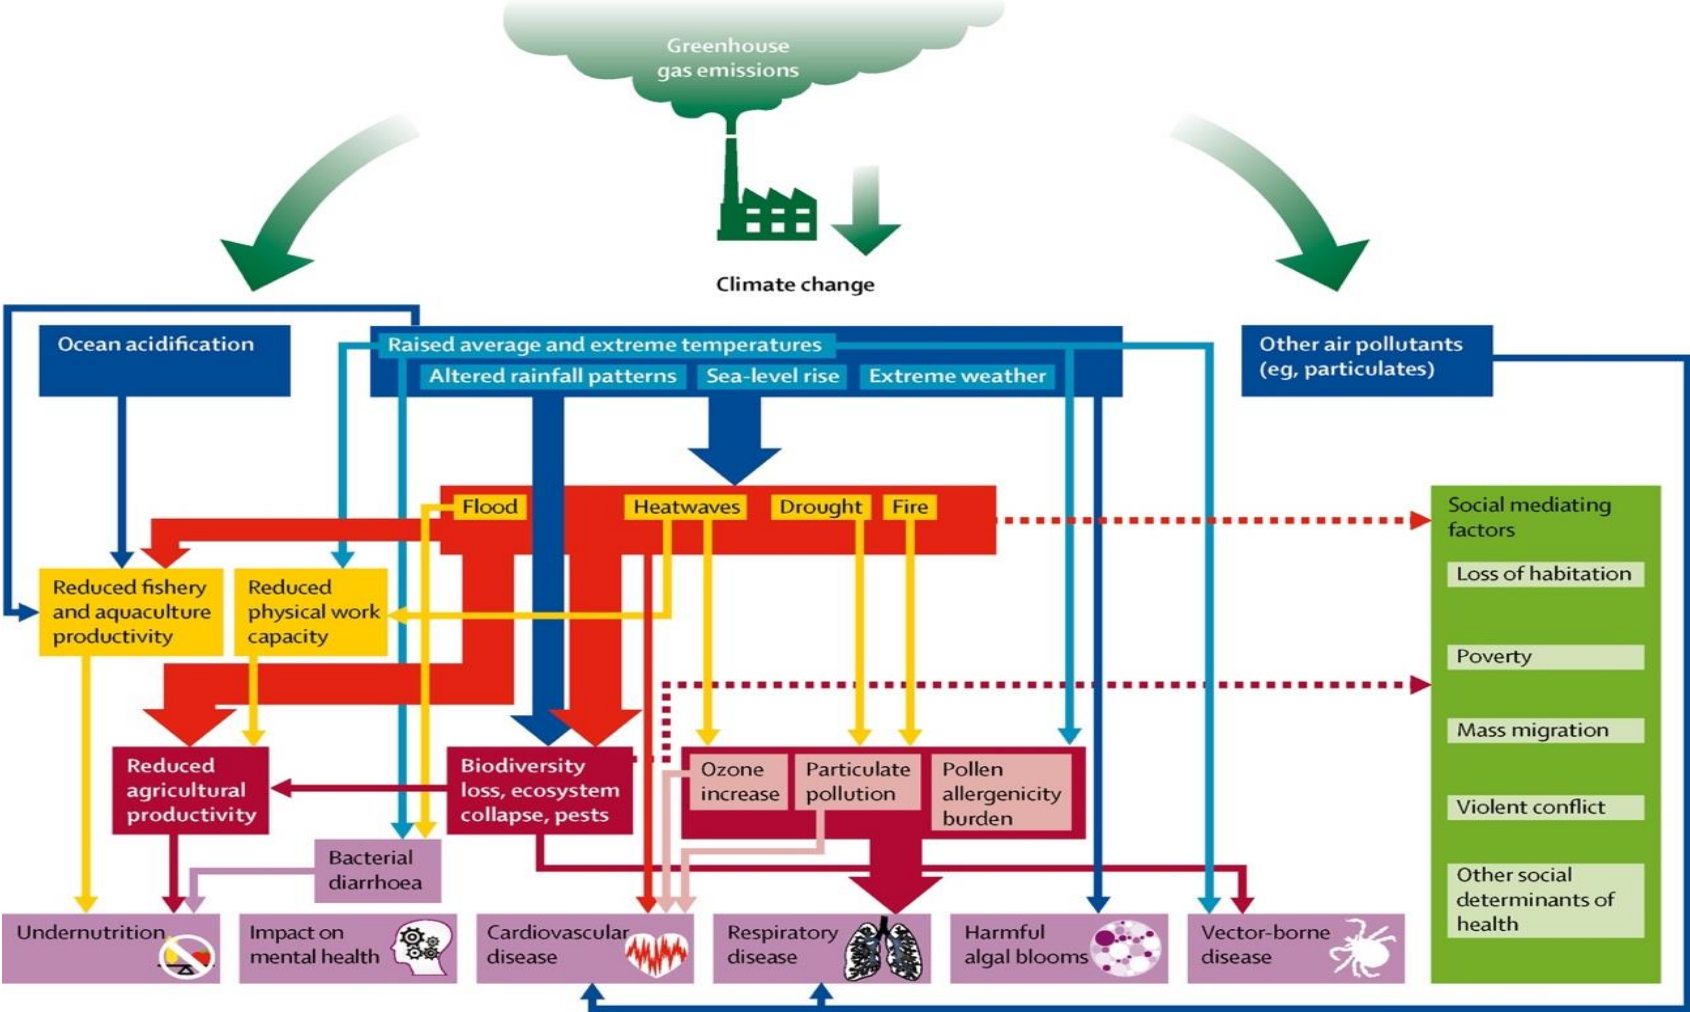 Greenhouse
gas emissions
Climate change
Ocean acidification
Raised average and extreme temperatures
Altered rainfall patterns
Sea-level rise
Extreme weather
Other air pollutants
(eg, particulates)
Flood
Heatwaves
Drought
Fire
Social mediating
factors
Loss of habitation
Poverty
Mass migration
Violent conflict
Other social
determinants of
health
Reduced fishery
and aquaculture
productivity
Reduced
physical work
capacity
Reduced
agricultural
productivity
Biodiversity
loss, ecosystem
collapse, pests
Ozone
increase
Particulate
pollution
Pollen
allergenicity
burden
Bacterial
diarrhoea
Undernutrition
Impact on
mental health
Cardiovascular
disease
Respiratory
disease
Harmful
algal blooms
Vector-borne
disease